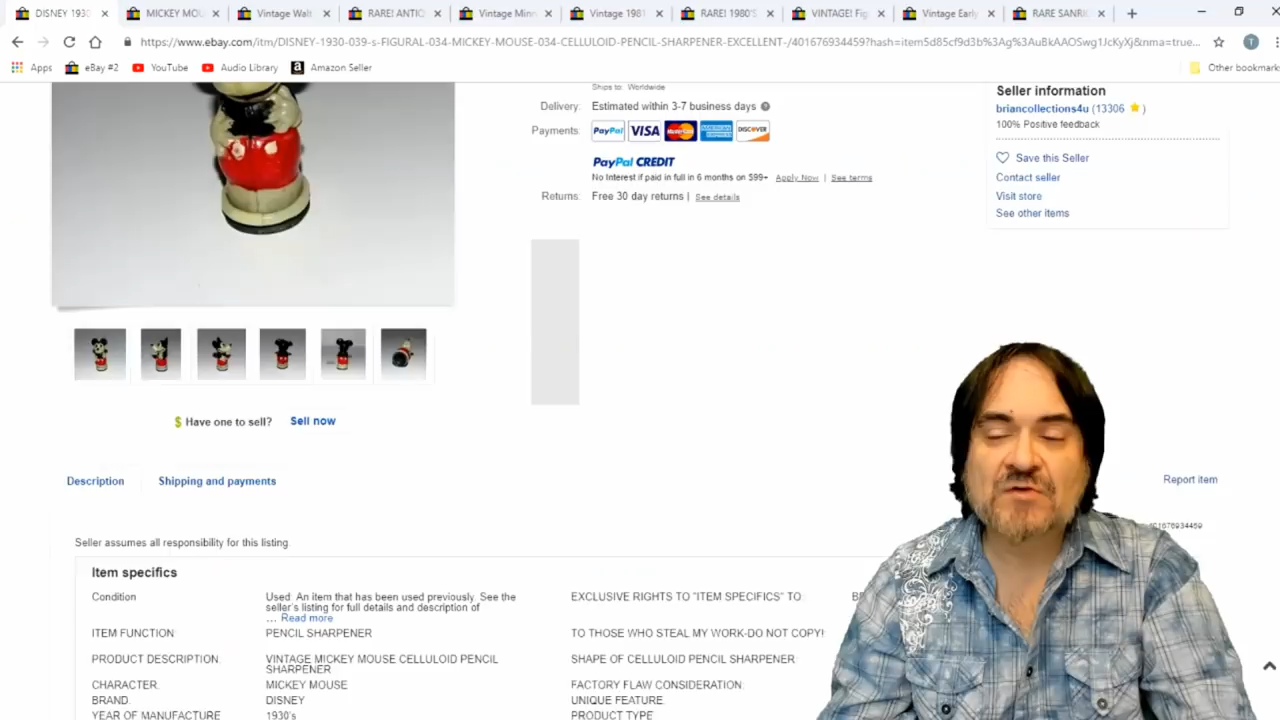 DISNEY 193
MICKEY MOU
Vintage Walt
RARE! ANTIQ
Vintage Minn
Vintage 1981
RARE! 1980'S
VINTAGE! Fig
Vintage Early
RARE SANRI
https://www.ebay.com/itm/DISNEY-1930-039-s-FIGURAL-034-MICKEY-MOUSE-034-CELLULOID-PENCIL-SHARPENER-EXCELLENT-/401676934459?hash=item5d85cf9d3b%3Ag%3AuBkAAOSwg1JcKyXj&nma=true...
T
Apps
eBay #2
YouTube
Audio Library
a Amazon Seller
Other bookmarks
Ships to: Worldwide
Delivery: Estimated within 3-7 business days
Payments: PayPal VISA MasterCard AMERICAN EXPRESS DISCOVER
PayPal CREDIT
No Interest if paid in full in 6 months on $99+ Apply Now | See terms
Returns: Free 30 day returns | See details
Seller information
briancollections4u (13306 )
100% Positive feedback
Save this Seller
Contact seller
Visit store
See other items
$ Have one to sell? Sell now
Description
Shipping and payments
Report item
401676934459
Seller assumes all responsibility for this listing.
Item specifics
Condition
Used: An item that has been used previously. See the
seller's listing for full details and description of
... Read more
EXCLUSIVE RIGHTS TO "ITEM SPECIFICS" TO:
ITEM FUNCTION: PENCIL SHARPENER
TO THOSE WHO STEAL MY WORK-DO NOT COPY!:
PRODUCT DESCRIPTION: VINTAGE MICKEY MOUSE CELLULOID PENCIL
SHARPENER
SHAPE OF CELLULOID PENCIL SHARPENER
CHARACTER: MICKEY MOUSE
FACTORY FLAW CONSIDERATION:
BRAND: DISNEY
UNIQUE FEATURE:
YEAR OF MANUFACTURE 1930's
PRODUCT TYPE